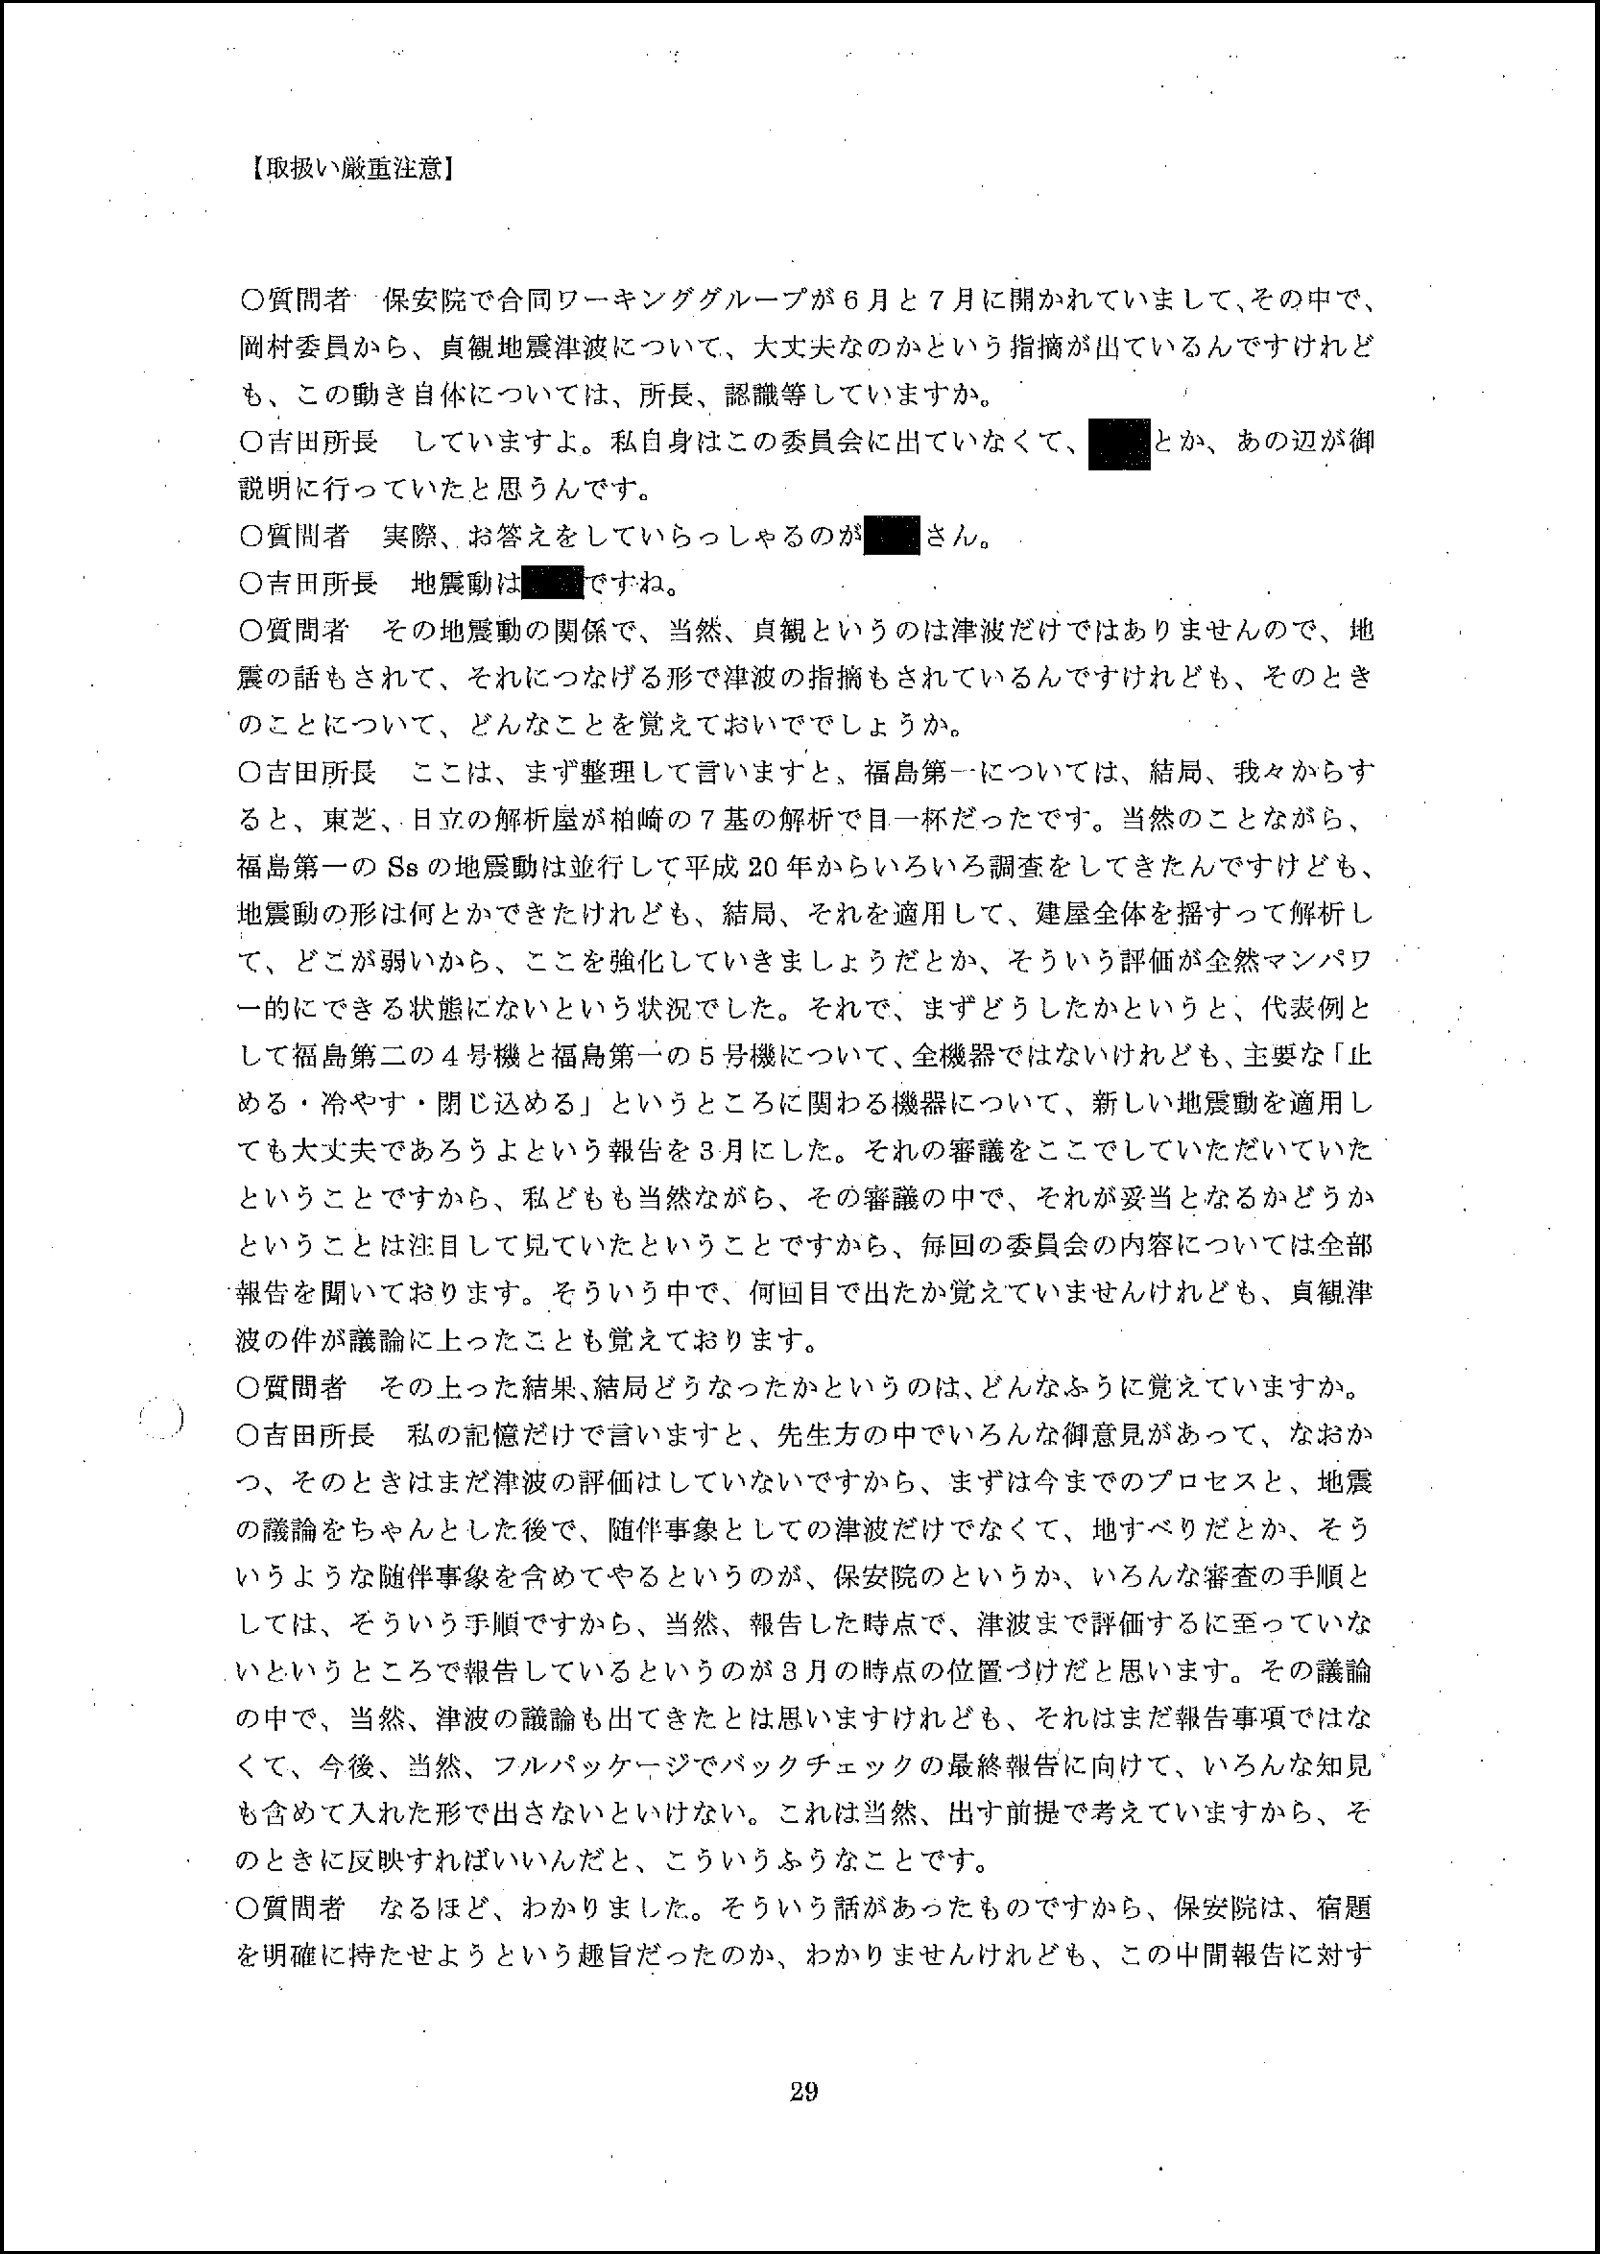 【取扱い厳重注意】
○質問者　保安院で合同ワーキンググループが６月と７月に開かれていまして、その中で、
岡村委員から、貞観地震津波について、大丈夫なのかという指摘が出ているんですけれど
も、この動き自体については、所長、認識等していますか。
○吉田所長　していますよ。私自身はこの委員会に出ていなくて、とか、あの辺が御
説明に行っていたと思うんです。
○質問者　実際、お答えをしていらっしゃるのがさん。
○吉田所長　地震動はですね。
○質問者　その地震動の関係で、当然、貞観というのは津波だけではありませんので、地
震の話もされて、それにつなげる形で津波の指摘もされているんですけれども、そのとき
のことについて、どんなことを覚えておいででしょうか。
○吉田所長　ここは、まず整理して言いますと、福島第一については、結局、我々からす
ると、東芝、日立の解析屋が柏崎の７基の解析で目一杯だったです。当然のことながら、
福島第一の Ss の地震動は並行して平成 20 年からいろいろ調査をしてきたんですけども、
地震動の形は何とかできたけれども、結局、それを適用して、建屋全体を揺すって解析し
て、どこが弱いから、ここを強化していきましょうだとか、そういう評価が全然マンパワ
ー的にできる状態にないという状況でした。それで、まずどうしたかというと、代表例と
して福島第二の４号機と福島第一の５号機について、全機器ではないけれども、主要な「止
める・冷やす・閉じ込める」というところに関わる機器について、新しい地震動を適用し
ても大丈夫であろうよという報告を３月にした。それの審議をここでしていただいていた
ということですから、私どもも当然ながら、その審議の中で、それが妥当となるかどうか
ということは注目して見ていたということですから、毎回の委員会の内容については全部
報告を聞いております。そういう中で、何回目で出たか覚えていませんけれども、貞観津
波の件が議論に上ったことも覚えております。
○質問者　その上った結果、結局どうなったかというのは、どんなふうに覚えていますか。
○吉田所長　私の記憶だけで言いますと、先生方の中でいろんな御意見があって、なおか
つ、そのときはまだ津波の評価はしていないですから、まずは今までのプロセスと、地震
の議論をちゃんとした後で、随伴事象としての津波だけでなくて、地すべりだとか、そう
いうような随伴事象を含めてやるというのが、保安院のというか、いろんな審査の手順と
しては、そういう手順ですから、当然、報告した時点で、津波まで評価するに至っていな
いというところで報告しているというのが３月の時点の位置づけだと思います。その議論
の中で、当然、津波の議論も出てきたとは思いますけれども、それはまだ報告事項ではな
くて、今後、当然、フルパッケージでバックチェックの最終報告に向けて、いろんな知見
も含めて入れた形で出さないといけない。これは当然、出す前提で考えていますから、そ
のときに反映すればいいんだと、こういうふうなことです。
○質問者　なるほど、わかりました。そういう話があったものですから、保安院は、宿題
を明確に持たせようという趣旨だったのか、わかりませんけれども、この中間報告に対す
29